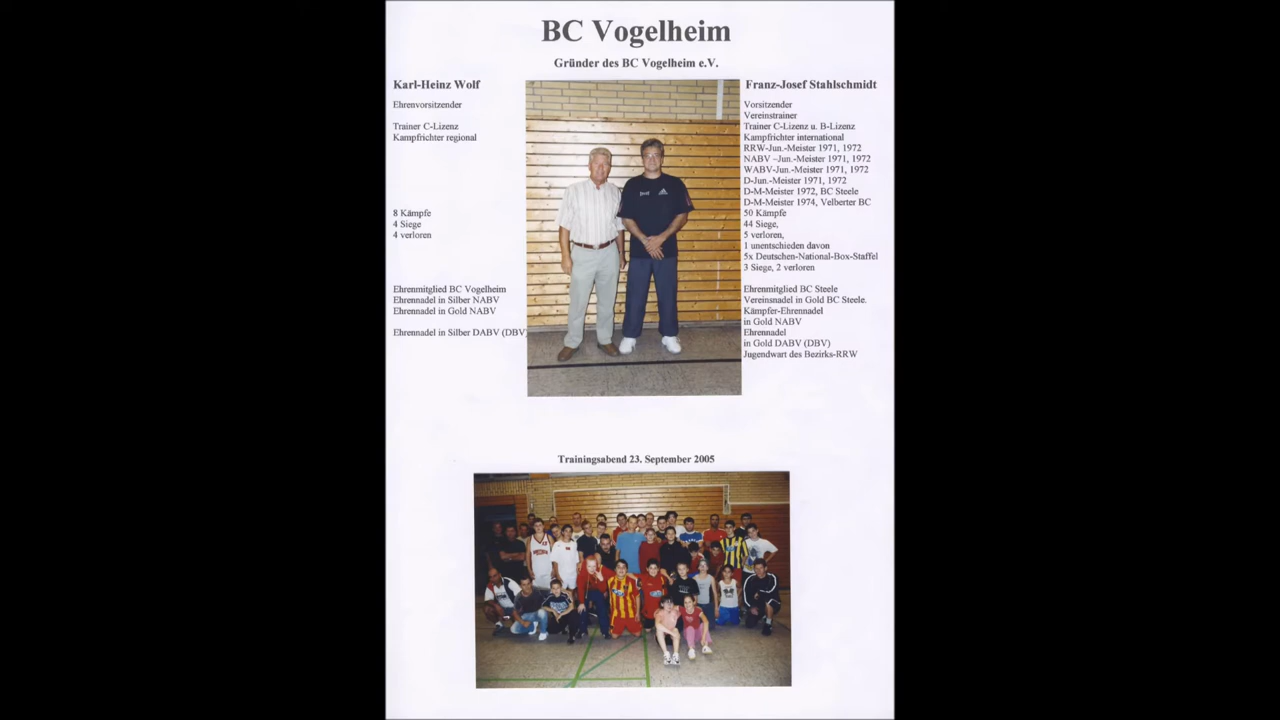 BC Vogelheim
Gründer des BC Vogelheim e.V.
Karl-Heinz Wolf
Ehrenvorsitzender
Trainer C-Lizenz
Kampfrichter regional
8 Kämpfe
4 Siege
4 verloren
Ehrenmitglied BC Vogelheim
Ehrennadel in Silber NABV
Ehrennadel in Gold NABV
Ehrennadel in Silber DABV (DBV)
Franz-Josef Stahlschmidt
Vorsitzender
Vereinstrainer
Trainer C-Lizenz u. B-Lizenz
Kampfrichter international
RRW-Jun.-Meister 1971, 1972
NABV –Jun.-Meister 1971, 1972
WABV-Jun.-Meister 1971, 1972
D-Jun.-Meister 1971, 1972
D-M-Meister 1972, BC Steele
D-M-Meister 1974, Velberter BC
50 Kämpfe
44 Siege,
5 verloren,
1 unentschieden davon
5x Deutschen-National-Box-Staffel
3 Siege, 2 verloren
Ehrenmitglied BC Steele
Vereinsnadel in Gold BC Steele.
Kämpfer-Ehrennadel
in Gold NABV
Ehrennadel
in Gold DABV (DBV)
Jugendwart des Bezirks-RRW
Trainingsabend 23. September 2005